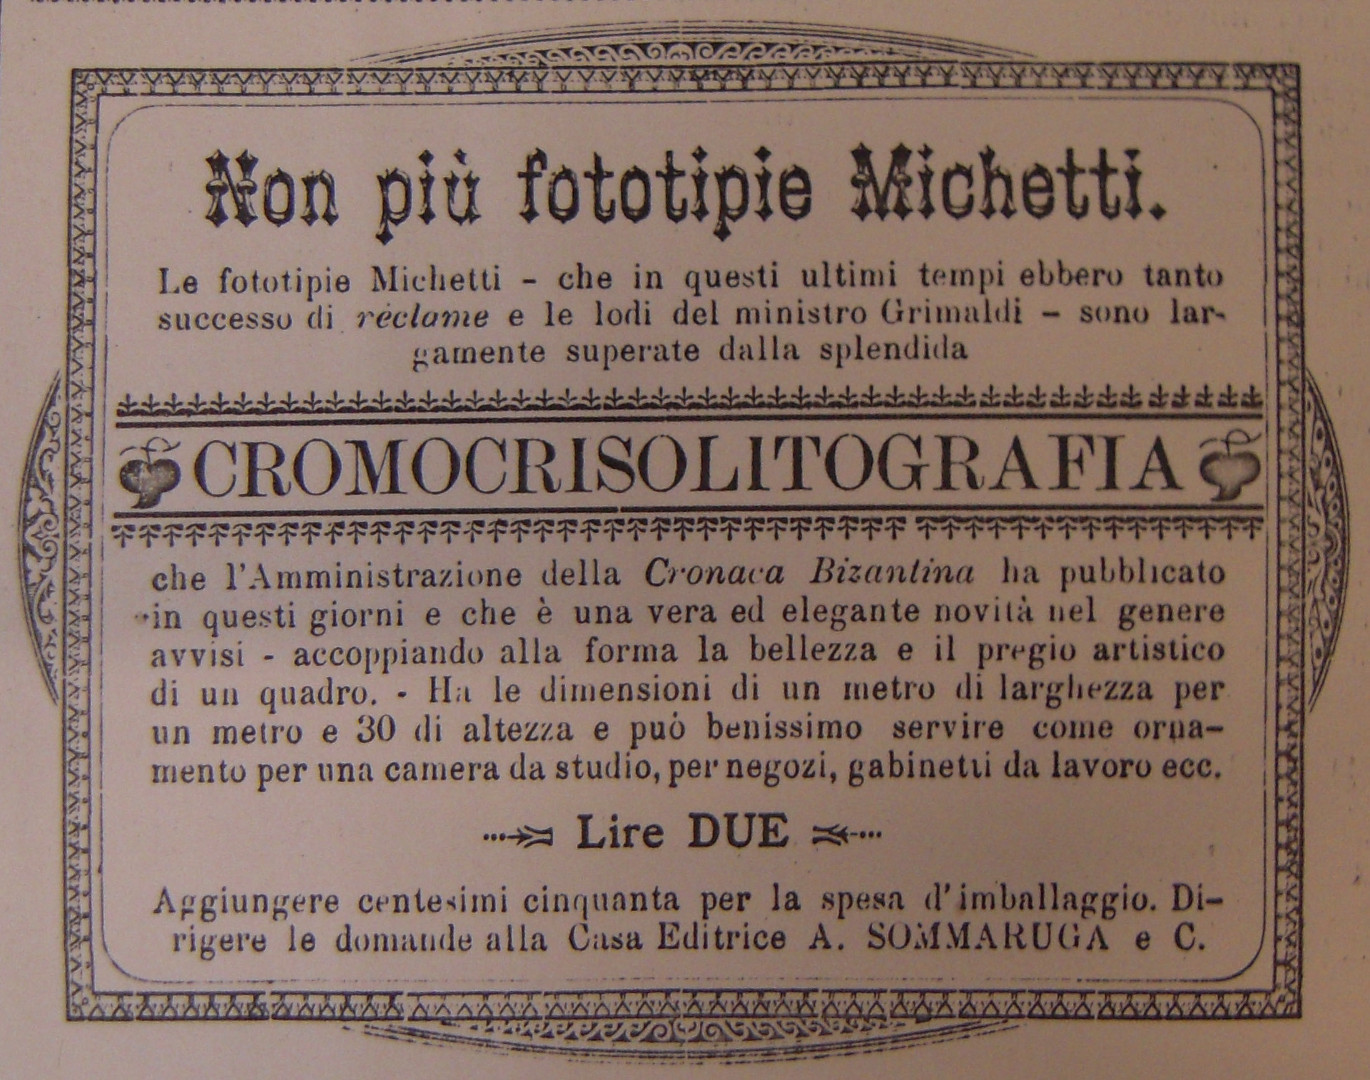 Non più fototipie Michetti.
Le fototipie Michetti - che in questi ultimi tempi ebbero tanto
successo di réclame e le lodi del ministro Grimaldi - sono lar-
gamente superate dalla splendida
CROMOCRISOLITOGRAFIA
che l'Amministrazione della Cronaca Bizantina ha pubblicato
in questi giorni e che è una vera ed elegante novità nel genere
avvisi - accoppiando alla forma la bellezza e il pregio artistico
di un quadro. - Ha le dimensioni di un metro di larghezza per
un metro e 30 di altezza e può benissimo servire come orna-
mento per una camera da studio, per negozi, gabinetti da lavoro ecc.
Lire DUE
Aggiungere centesimi cinquanta per la spesa d'imballaggio. Di-
rigere le domande alla Casa Editrice A. SOMMARUGA e C.